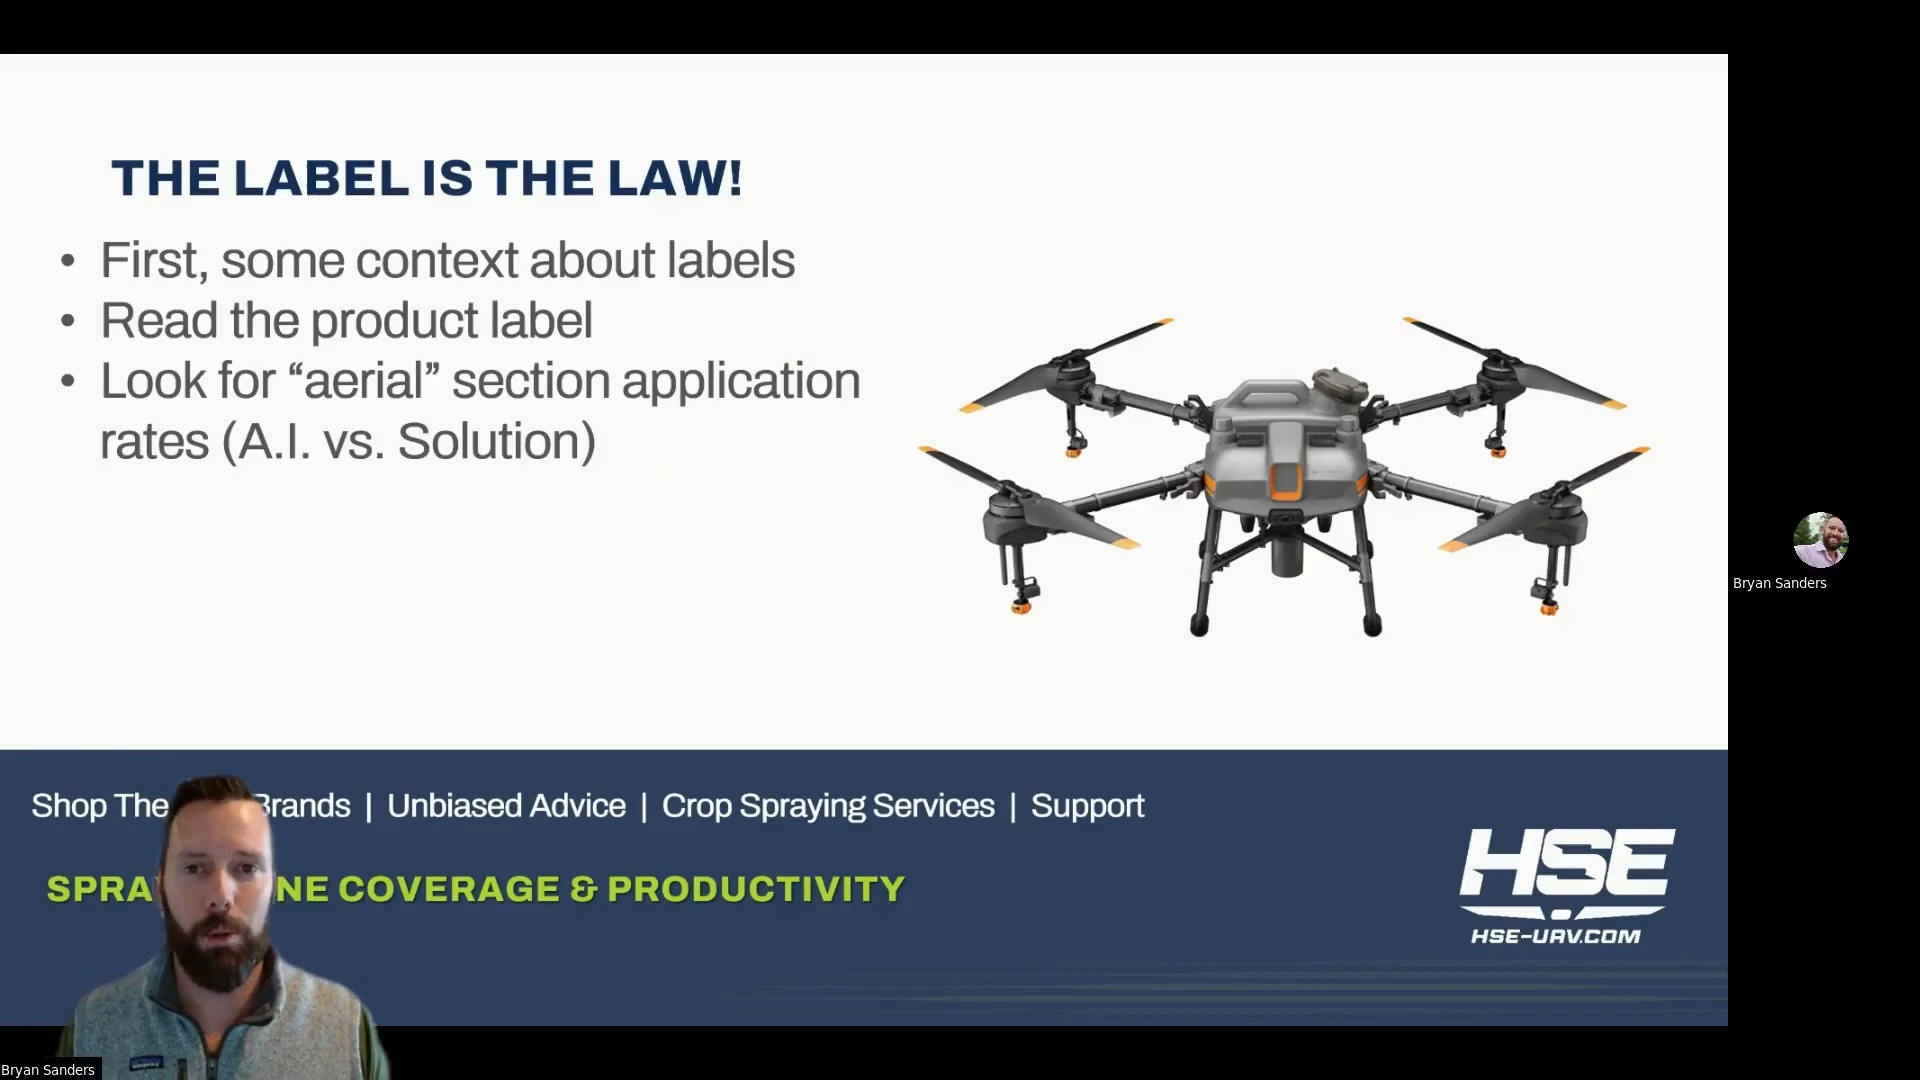 THE LABEL IS THE LAW!
• First, some context about labels
• Read the product label
• Look for “aerial” section application
rates (A.I. vs. Solution)
Bryan Sanders
Shop The Brands | Unbiased Advice | Crop Spraying Services | Support
SPRA NE COVERAGE & PRODUCTIVITY
HSE
HSE-UAV.COM
Bryan Sanders